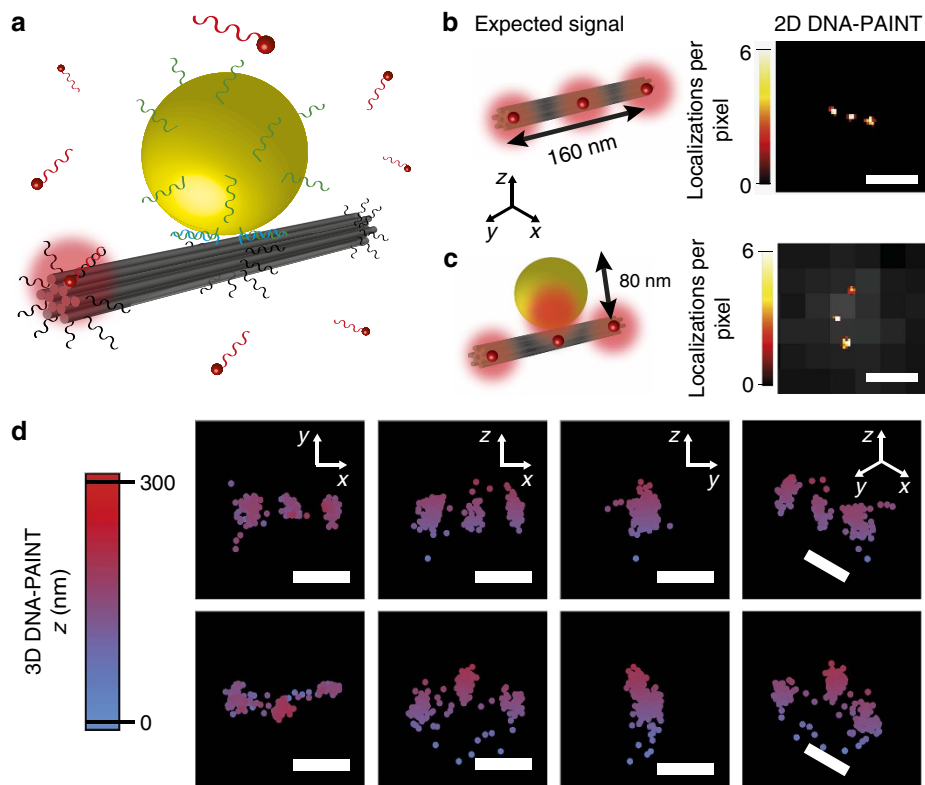 a
b Expected signal 2D DNA-PAINT
160 nm
z
y x
Localizations per
pixel
6
0
c
80 nm
Localizations per
pixel
6
0
d
3D DNA-PAINT
z (nm)
300
0
y
x
z
x
z
y
z
y x